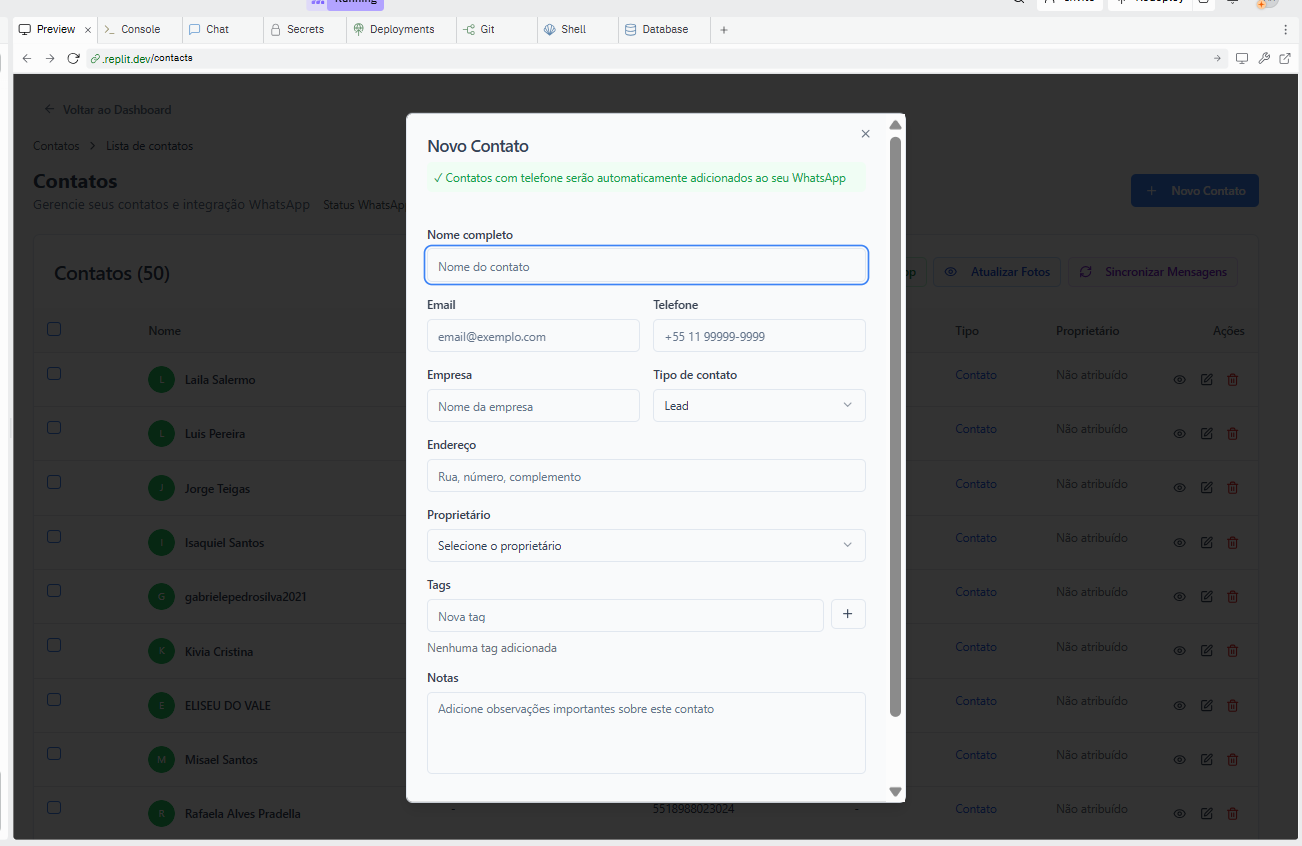 Running
Preview × Console Chat Secrets Deployments Git Shell Database +
.replit.dev/contacts
Voltar ao Dashboard
Contatos > Lista de contatos
Contatos
Gerencie seus contatos e integração WhatsApp Status WhatsAp
+ Novo Contato
Contatos (50)
Atualizar Fotos
Sincronizar Mensagens
Nome Tipo Proprietário Ações
L Laila Salermo Contato Não atribuído
L Luis Pereira Contato Não atribuído
J Jorge Teigas Contato Não atribuído
I Isaquiel Santos Contato Não atribuído
G gabrielepedrosilva2021 Contato Não atribuído
K Kivia Cristina Contato Não atribuído
E ELISEU DO VALE Contato Não atribuído
M Misael Santos Contato Não atribuído
R Rafaela Alves Pradella - 5518988023024 - Contato Não atribuído
Novo Contato
✓ Contatos com telefone serão automaticamente adicionados ao seu WhatsApp
Nome completo
Nome do contato
Email Telefone
email@exemplo.com +55 11 99999-9999
Empresa Tipo de contato
Nome da empresa Lead
Endereço
Rua, número, complemento
Proprietário
Selecione o proprietário
Tags
Nova tag +
Nenhuma tag adicionada
Notas
Adicione observações importantes sobre este contato